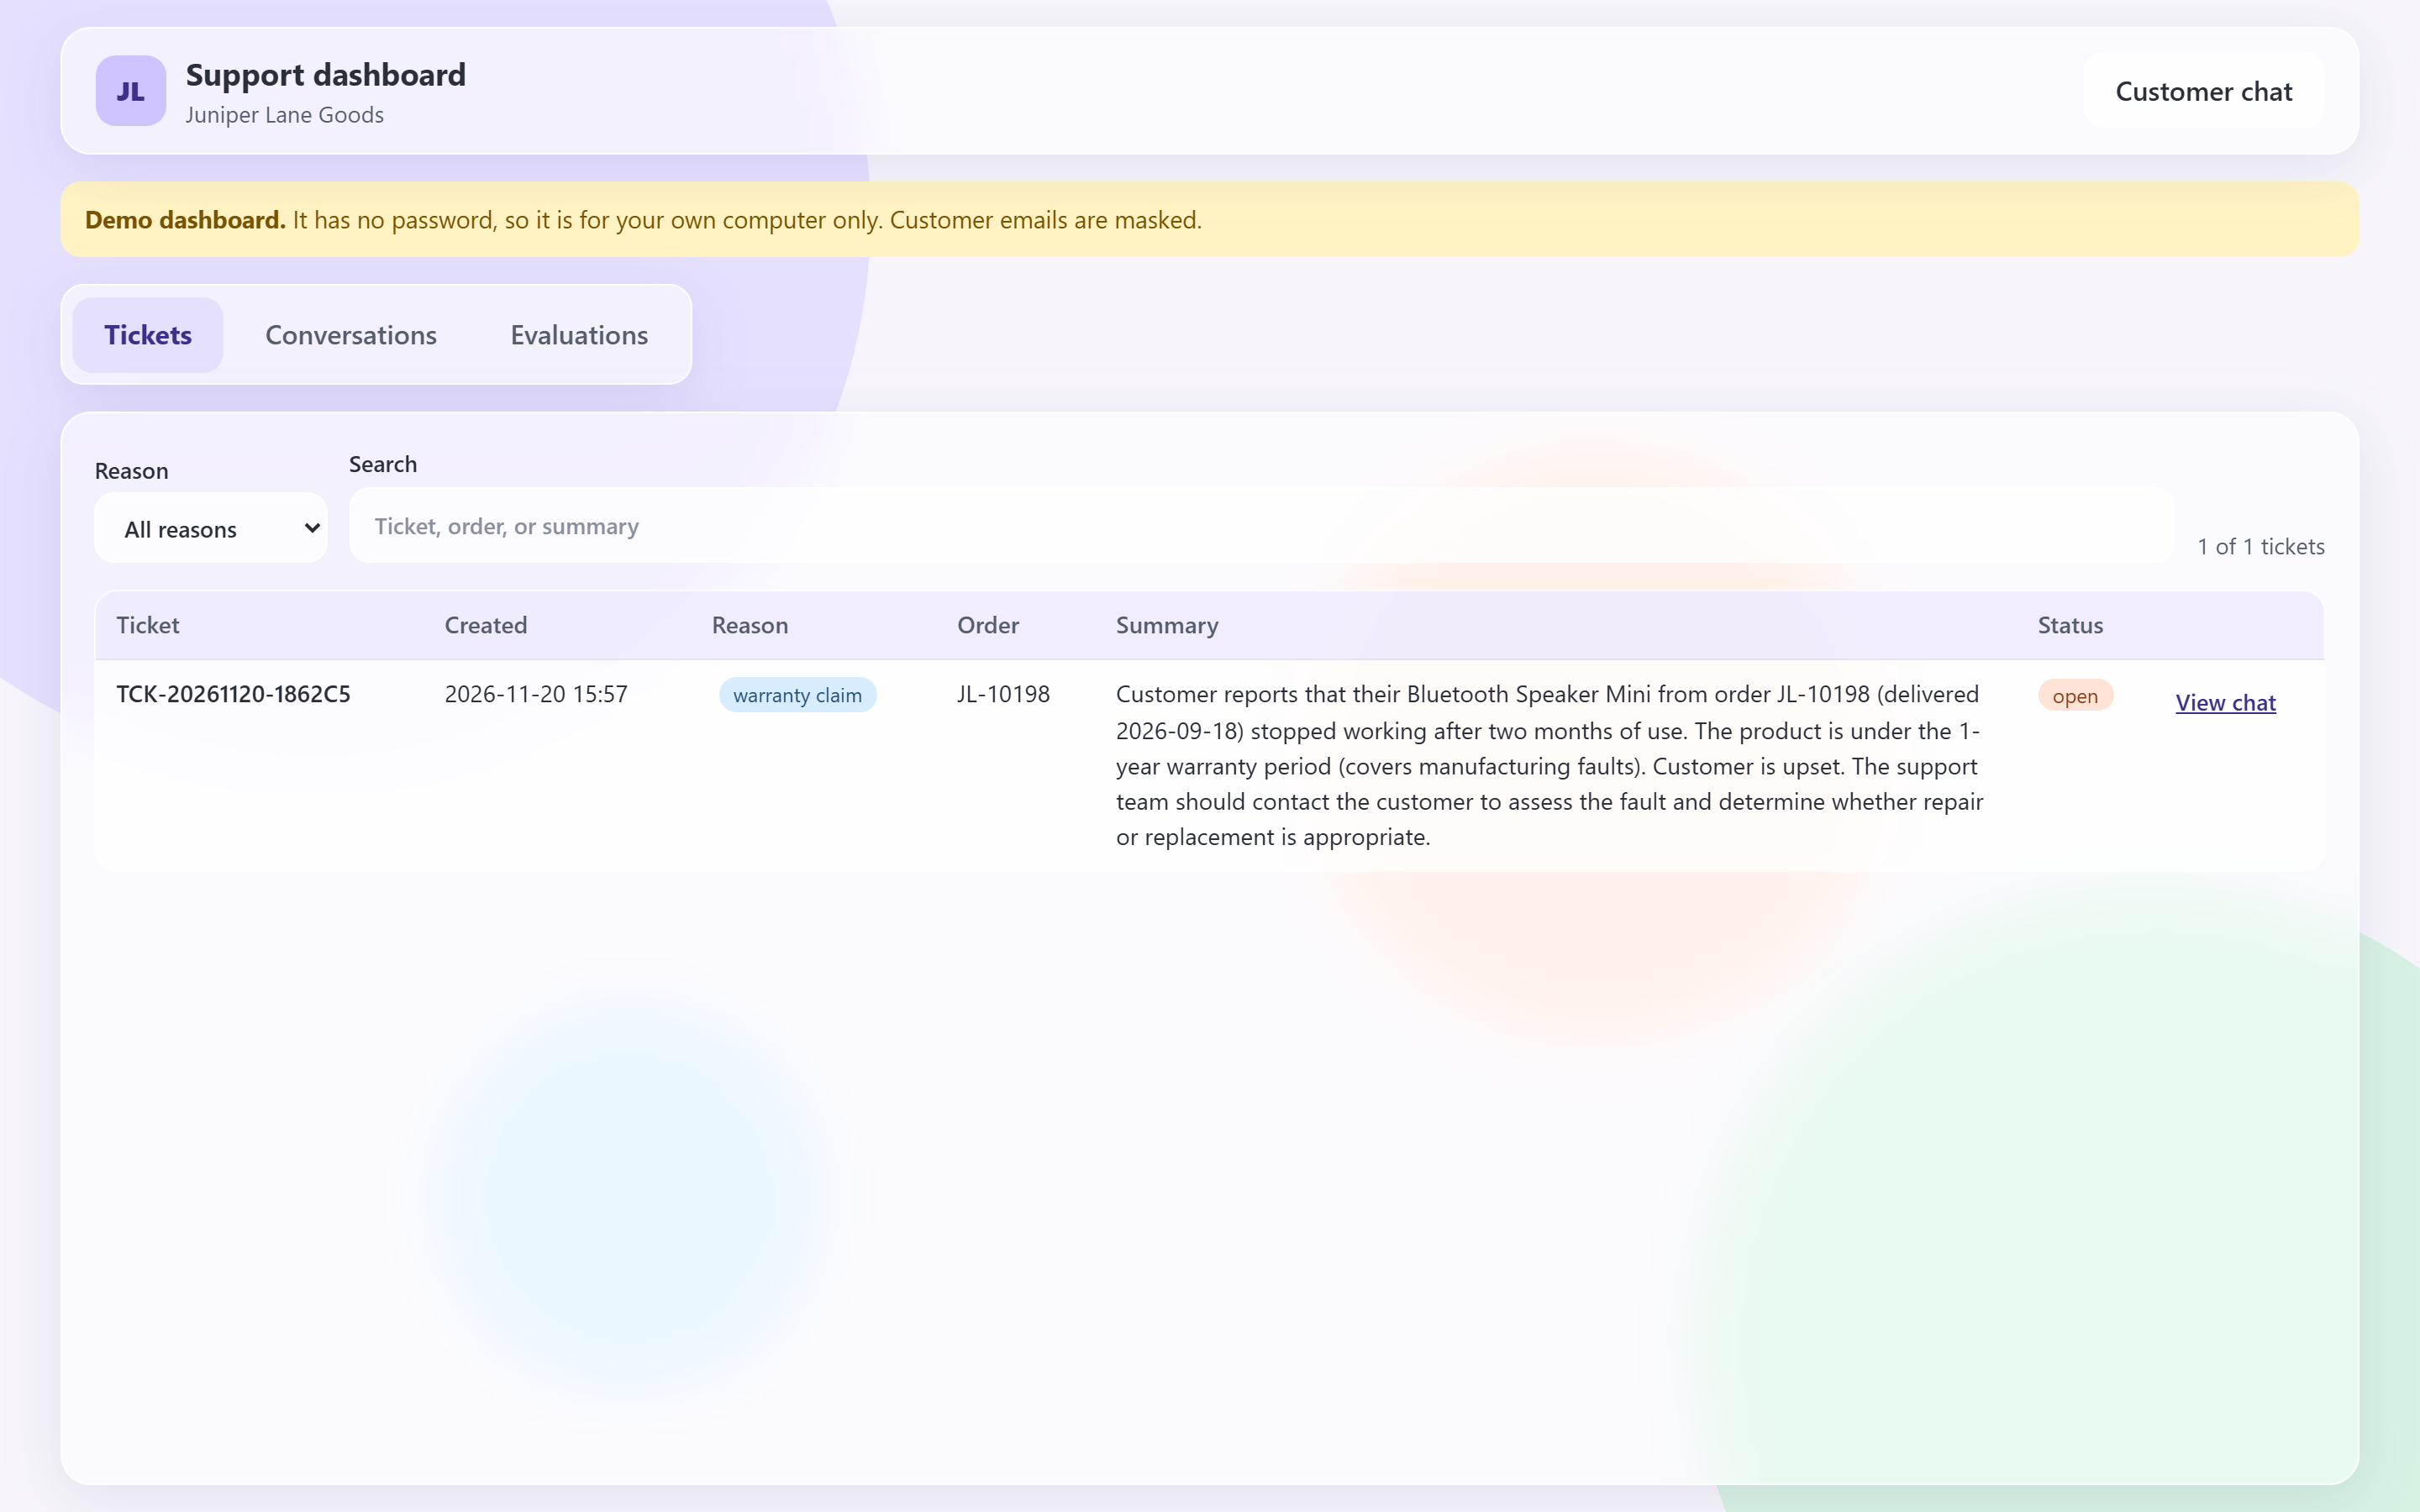 JL
Support dashboard
Juniper Lane Goods
Customer chat
Demo dashboard. It has no password, so it is for your own computer only. Customer emails are masked.
Tickets Conversations Evaluations
Reason
Search
All reasons
Ticket, order, or summary
1 of 1 tickets
Ticket Created Reason Order Summary Status
TCK-20261120-1862C5 2026-11-20 15:57 warranty claim JL-10198 Customer reports that their Bluetooth Speaker Mini from order JL-10198 (delivered open View chat
2026-09-18) stopped working after two months of use. The product is under the 1-
year warranty period (covers manufacturing faults). Customer is upset. The support
team should contact the customer to assess the fault and determine whether repair
or replacement is appropriate.